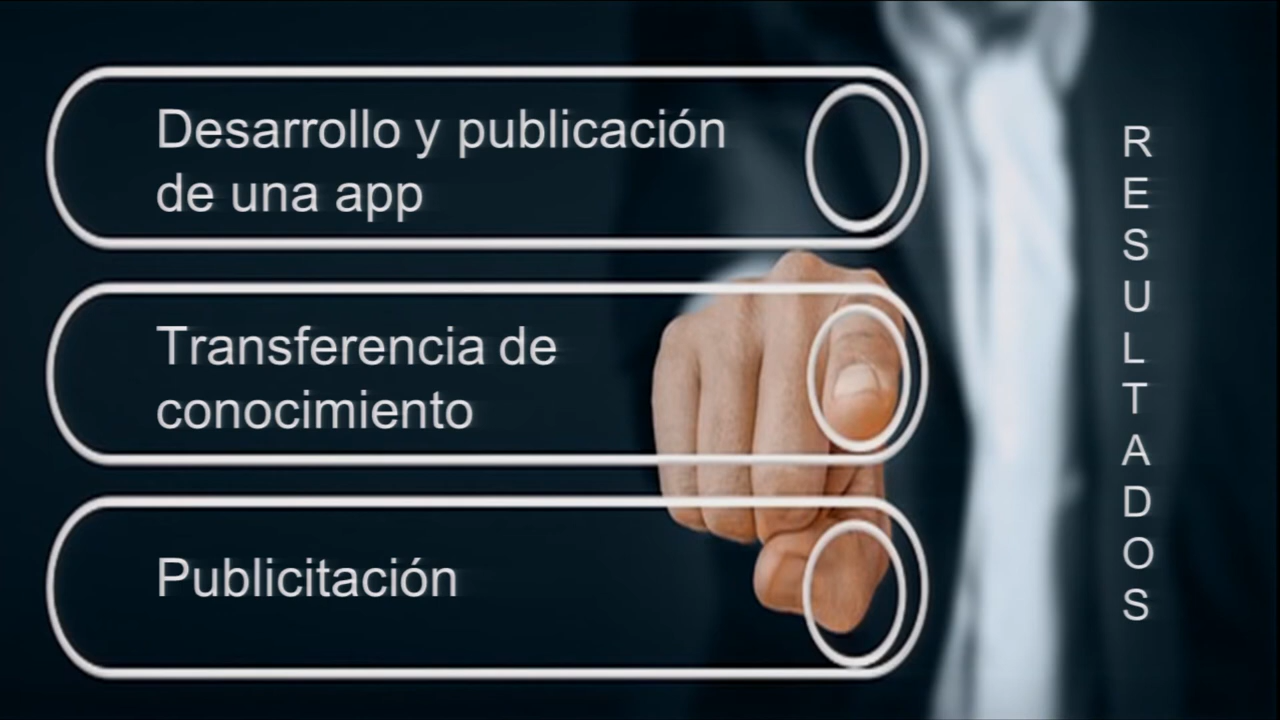 Desarrollo y publicación
de una app
Transferencia de
conocimiento
Publicitación
RESULTADOS